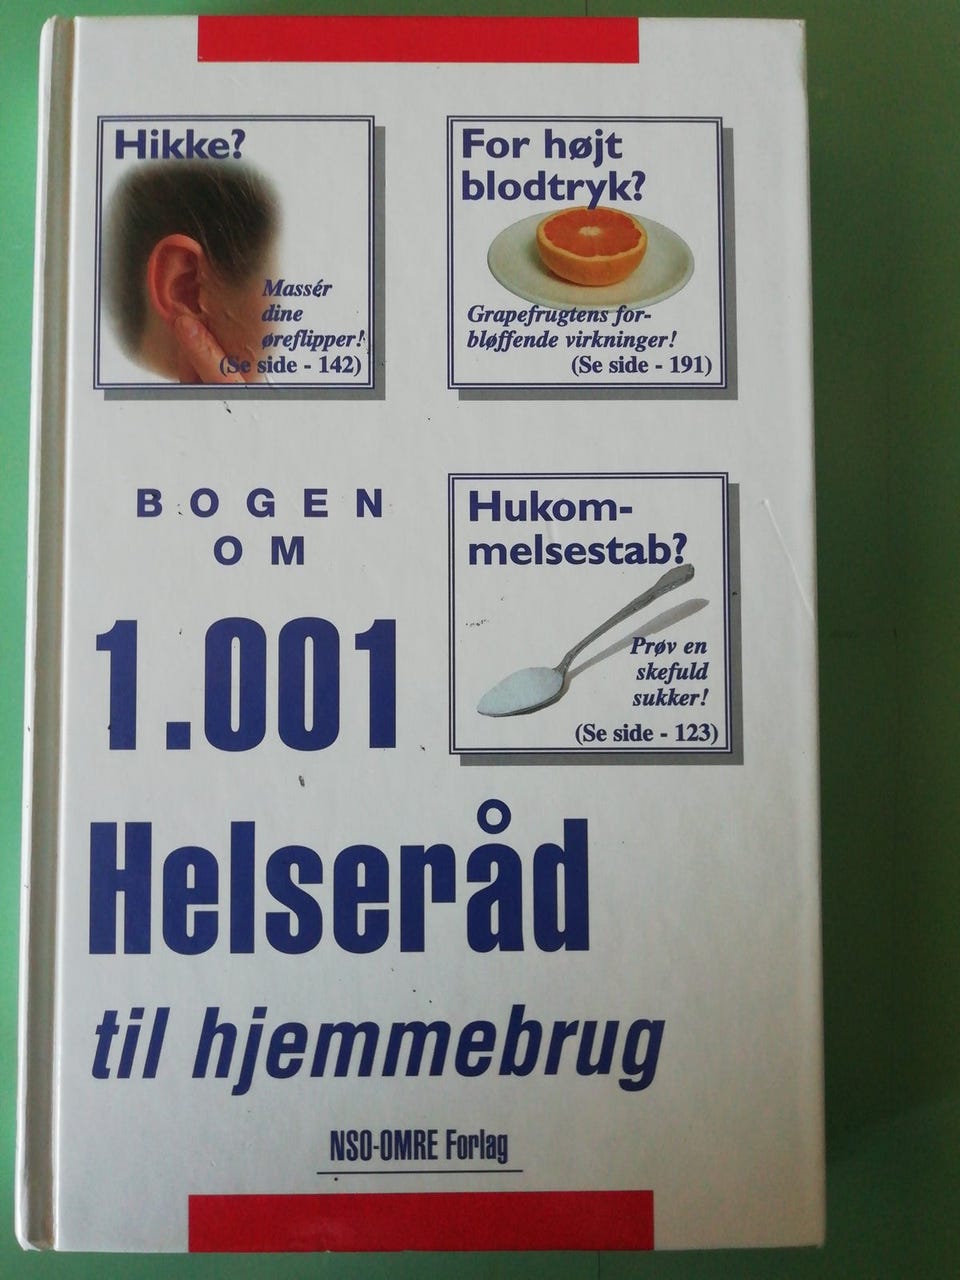 Hikke?
Massér
dine
øreflipper!
(Se side - 142)
For højt
blodtryk?
Grapefrugtens for-
bløffende virkninger!
(Se side - 191)
BOGEN
OM
1.001
Helseråd
til hjemmebrug
Hukom-
melsestab?
Prøv en
skefuld
sukker!
(Se side - 123)
NSO-OMRE Forlag